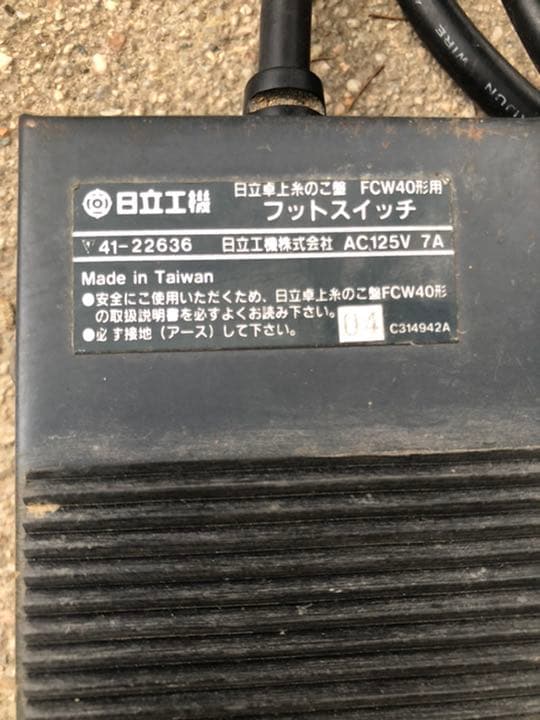 日立工機
日立卓上糸のこ盤 FCW40形用
フットスイッチ
41-22636 日立工機株式会社 AC.125V 7A
Made in Taiwan
●安全にご使用いただくため、日立卓上糸のこ盤FCW40形
の取扱説明書を必ずよくお読み下さい。
●必ず接地(アース)して下さい。
04
C314942A
WIRE